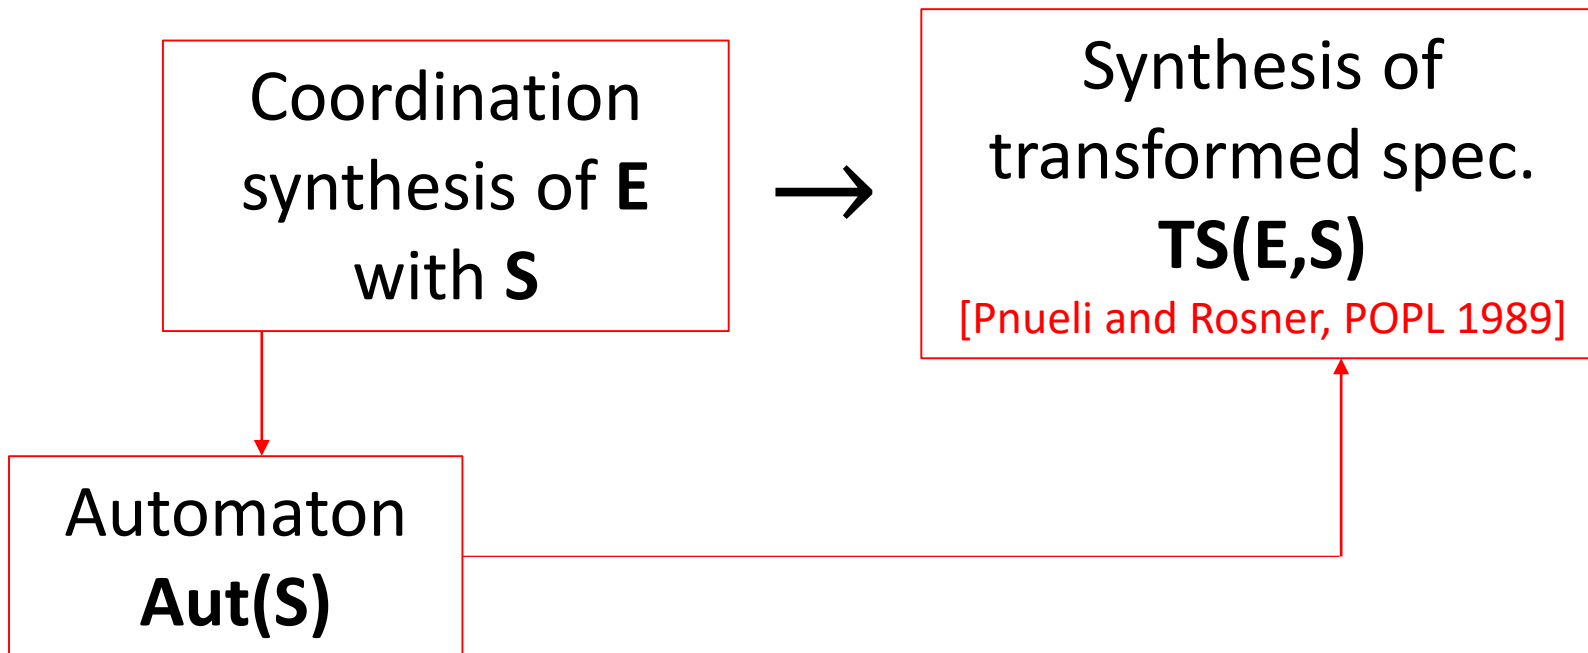 Coordination
synthesis of E
with S
→
Synthesis of
transformed spec.
TS(E,S)
[Pnueli and Rosner, POPL 1989]
Automaton
Aut(S)